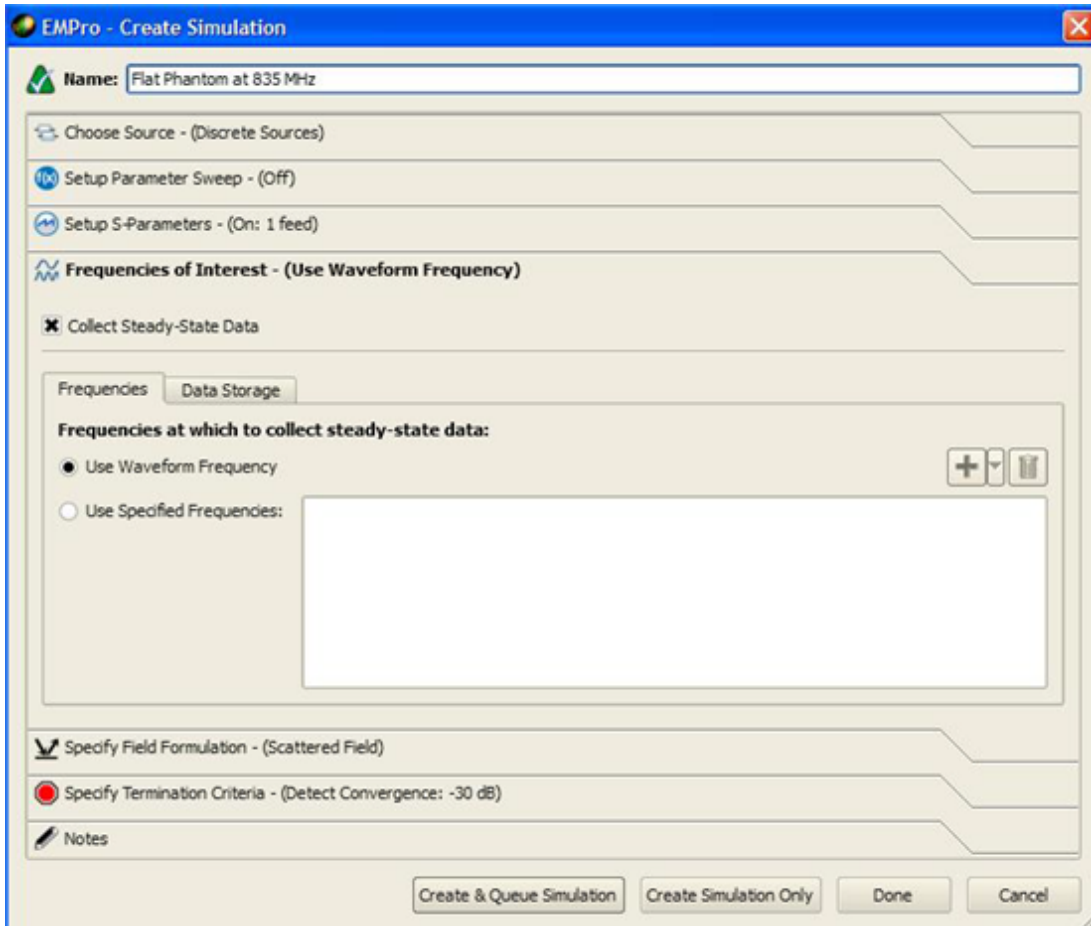 EMPro - Create Simulation
Name: Flat Phantom at 835 MHz
Choose Source - (Discrete Sources)
f(x) Setup Parameter Sweep - (Off)
Setup S-Parameters - (On: 1 feed)
Frequencies of Interest - (Use Waveform Frequency)
Collect Steady-State Data
Frequencies Data Storage
Frequencies at which to collect steady-state data:
Use Waveform Frequency
Use Specified Frequencies:
Specify Field Formulation - (Scattered Field)
Specify Termination Criteria - (Detect Convergence: -30 dB)
Notes
Create & Queue Simulation Create Simulation Only Done Cancel